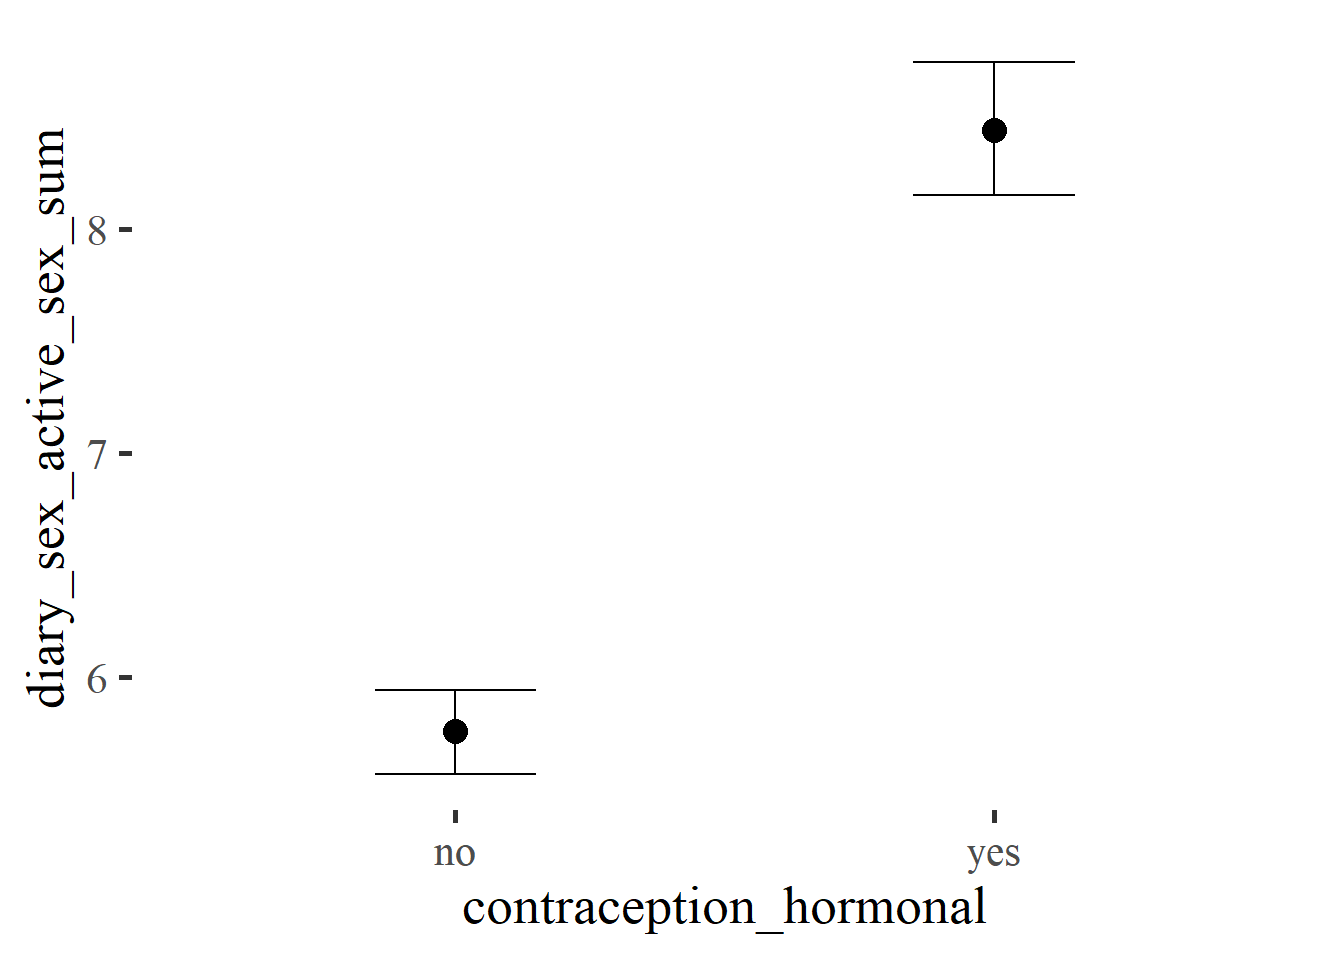 diary_sex_active_sex_sum
8
7
6
no
yes
contraception_hormonal